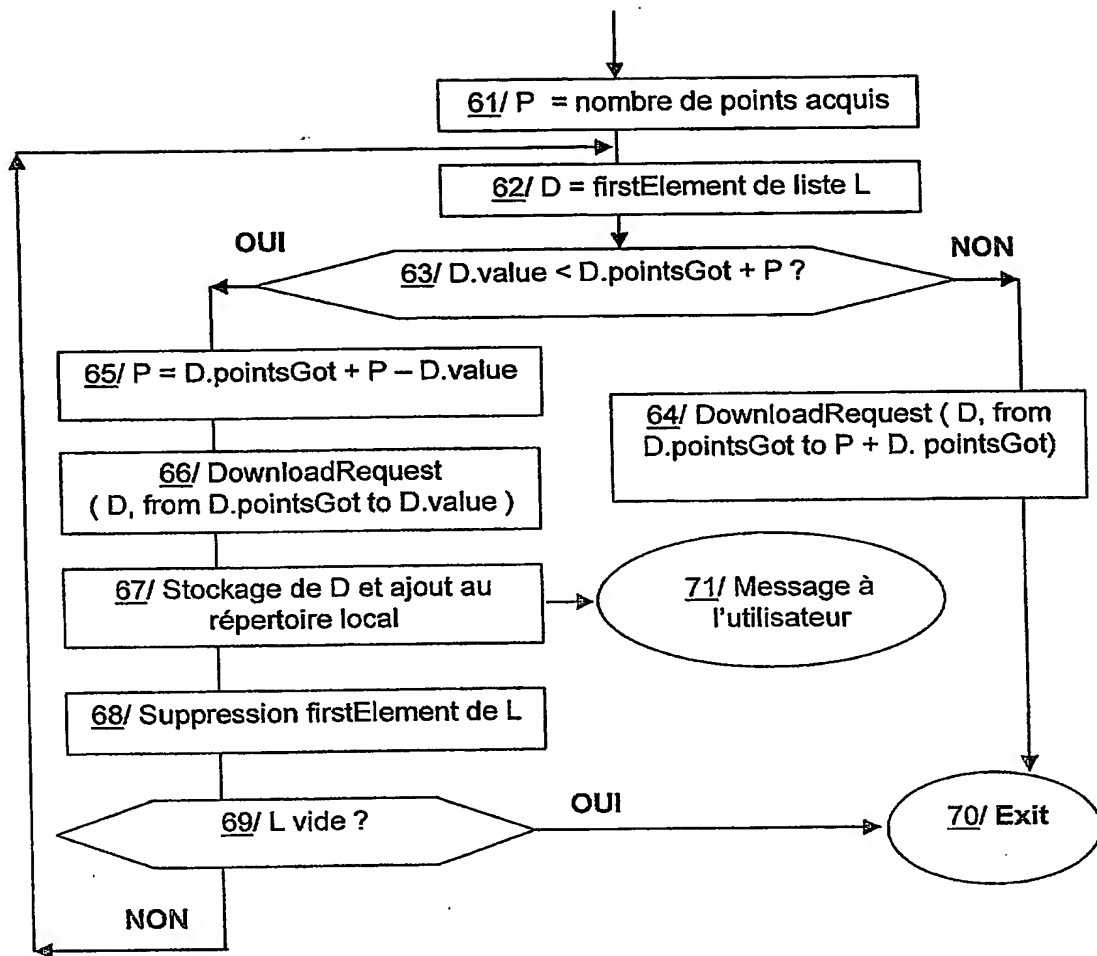 61/ P = nombre de points acquis
62/ D = firstElement de liste L
OUI
NON
63/ D.value < D.pointsGot + P ?
65/ P = D.pointsGot + P – D.value
64/ DownloadRequest ( D, from
D.pointsGot to P + D. pointsGot)
66/ DownloadRequest
( D, from D.pointsGot to D.value )
67/ Stockage de D et ajout au
répertoire local
71/ Message à
l'utilisateur
68/ Suppression firstElement de L
69/ L vide ?
OUI
70/ Exit
NON